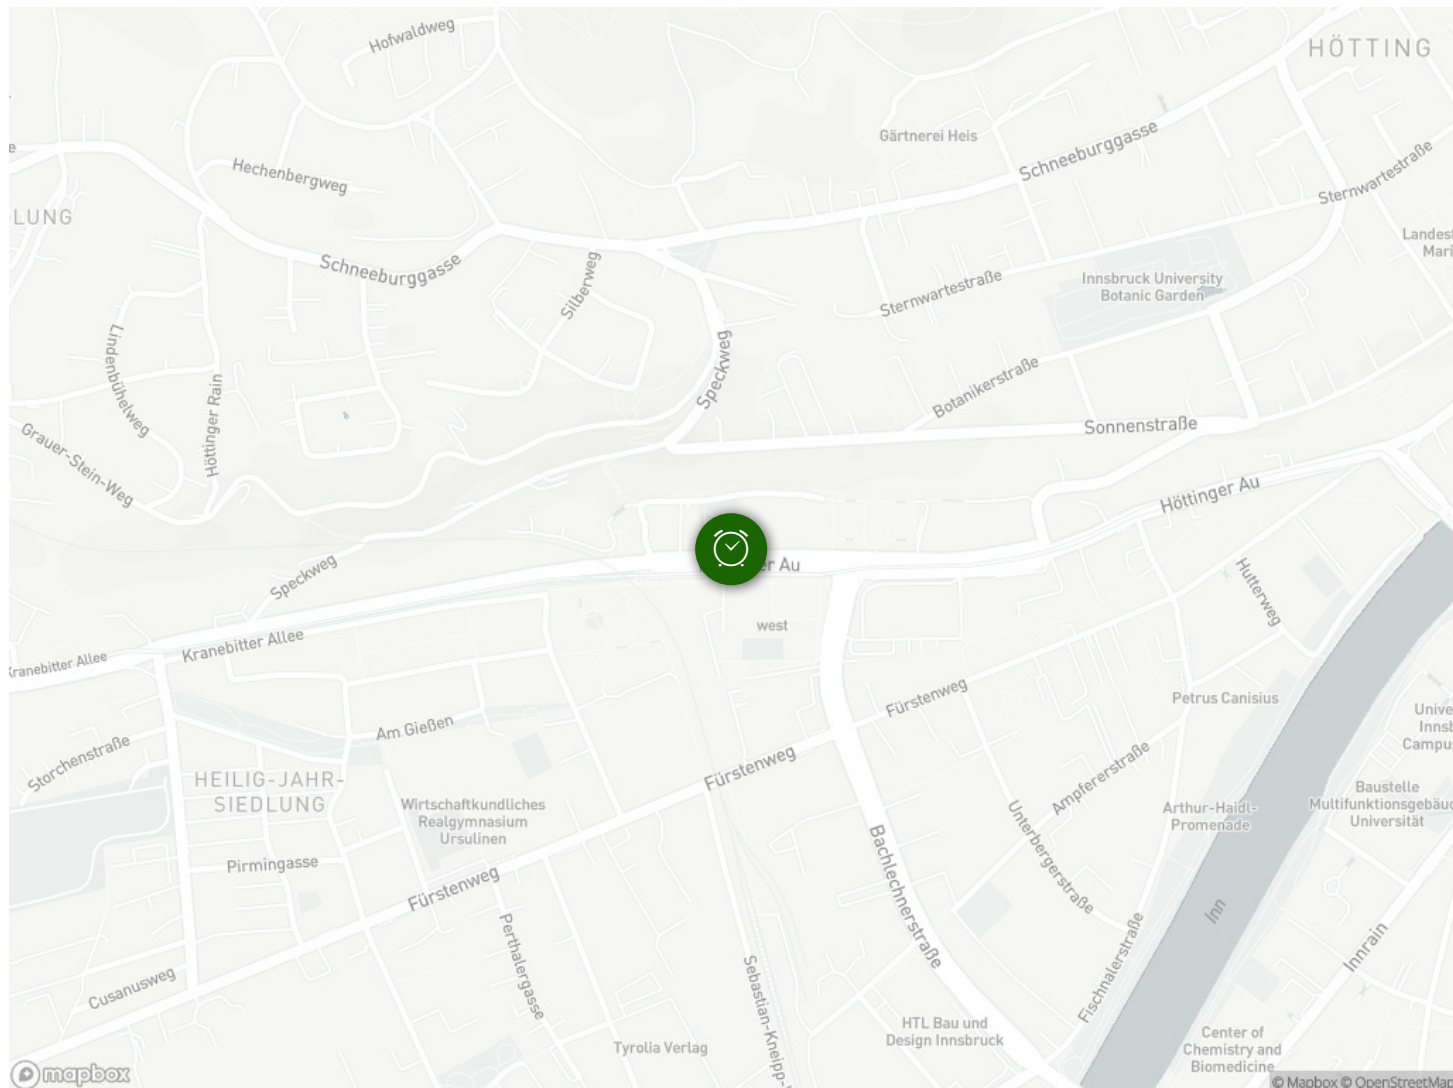 Hofwaldweg
HÖTTING
Gärtnerei Heis
Schneeburggasse
e
Hechenbergweg
Sternwartestraße
LUNG
Landes
Mari
Schneeburggasse
Silberweg
Innsbruck University
Botanic Garden
Sternwartestraße
Lindenbühelweg
Speckweg
Höttinger Rain
Botanikerstraße
Sonnenstraße
Grauer-Stein-Weg
Höttinger Au
er Au
Speckweg
Hutterweg
west
Kranebitter Allee
Kranebitter Allee
Fürstenweg
Petrus Canisius
Unive
Innsb
Campu
Am Gießen
Storchenstraße
HEILIG-JAHR-
SIEDLUNG
Fürstenweg
Ampfererstraße
Baustelle
Multifunktionsgebäud
Universität
Wirtschaftkundliches
Realgymnasium
Ursulinen
Arthur-Haidl-
Promenade
Unterbergerstraße
Pirmingasse
Bachlechnerstraße
Fürstenweg
Inn
Perthalergasse
Innrain
Fischnalerstraße
Cusanusweg
Sebastian-Kneipp-
HTL Bau und
Design Innsbruck
Tyrolia Verlag
Center of
Chemistry and
Biomedicine
mapbox
© Mapbox © OpenStreetMap